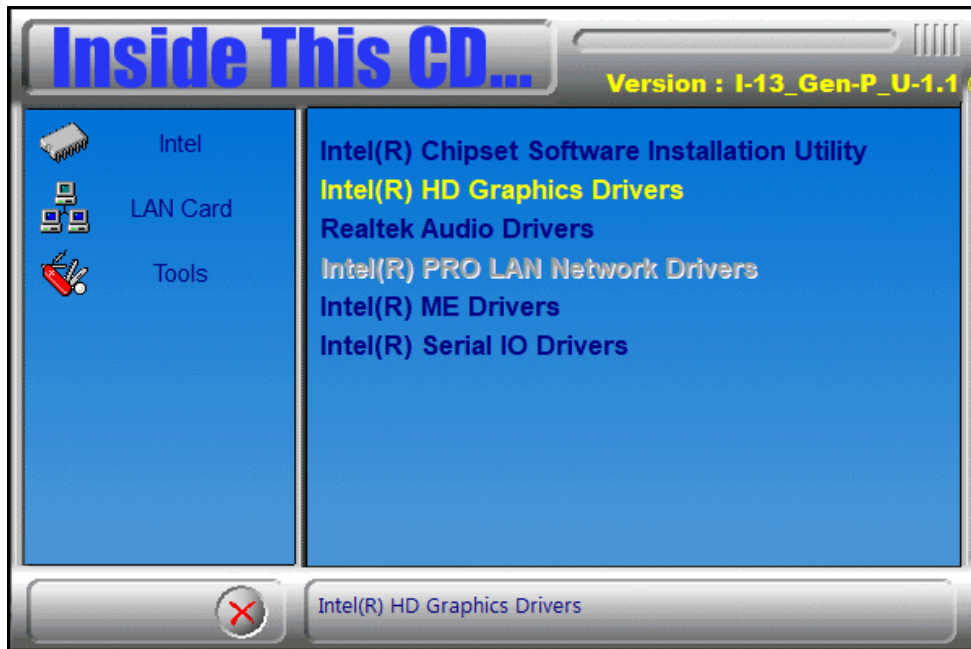 Inside This CD...
Version : I-13_Gen-P_U-1.1
Intel
LAN Card
Tools
Intel(R) Chipset Software Installation Utility
Intel(R) HD Graphics Drivers
Realtek Audio Drivers
Intel(R) PRO LAN Network Drivers
Intel(R) ME Drivers
Intel(R) Serial IO Drivers
Intel(R) HD Graphics Drivers